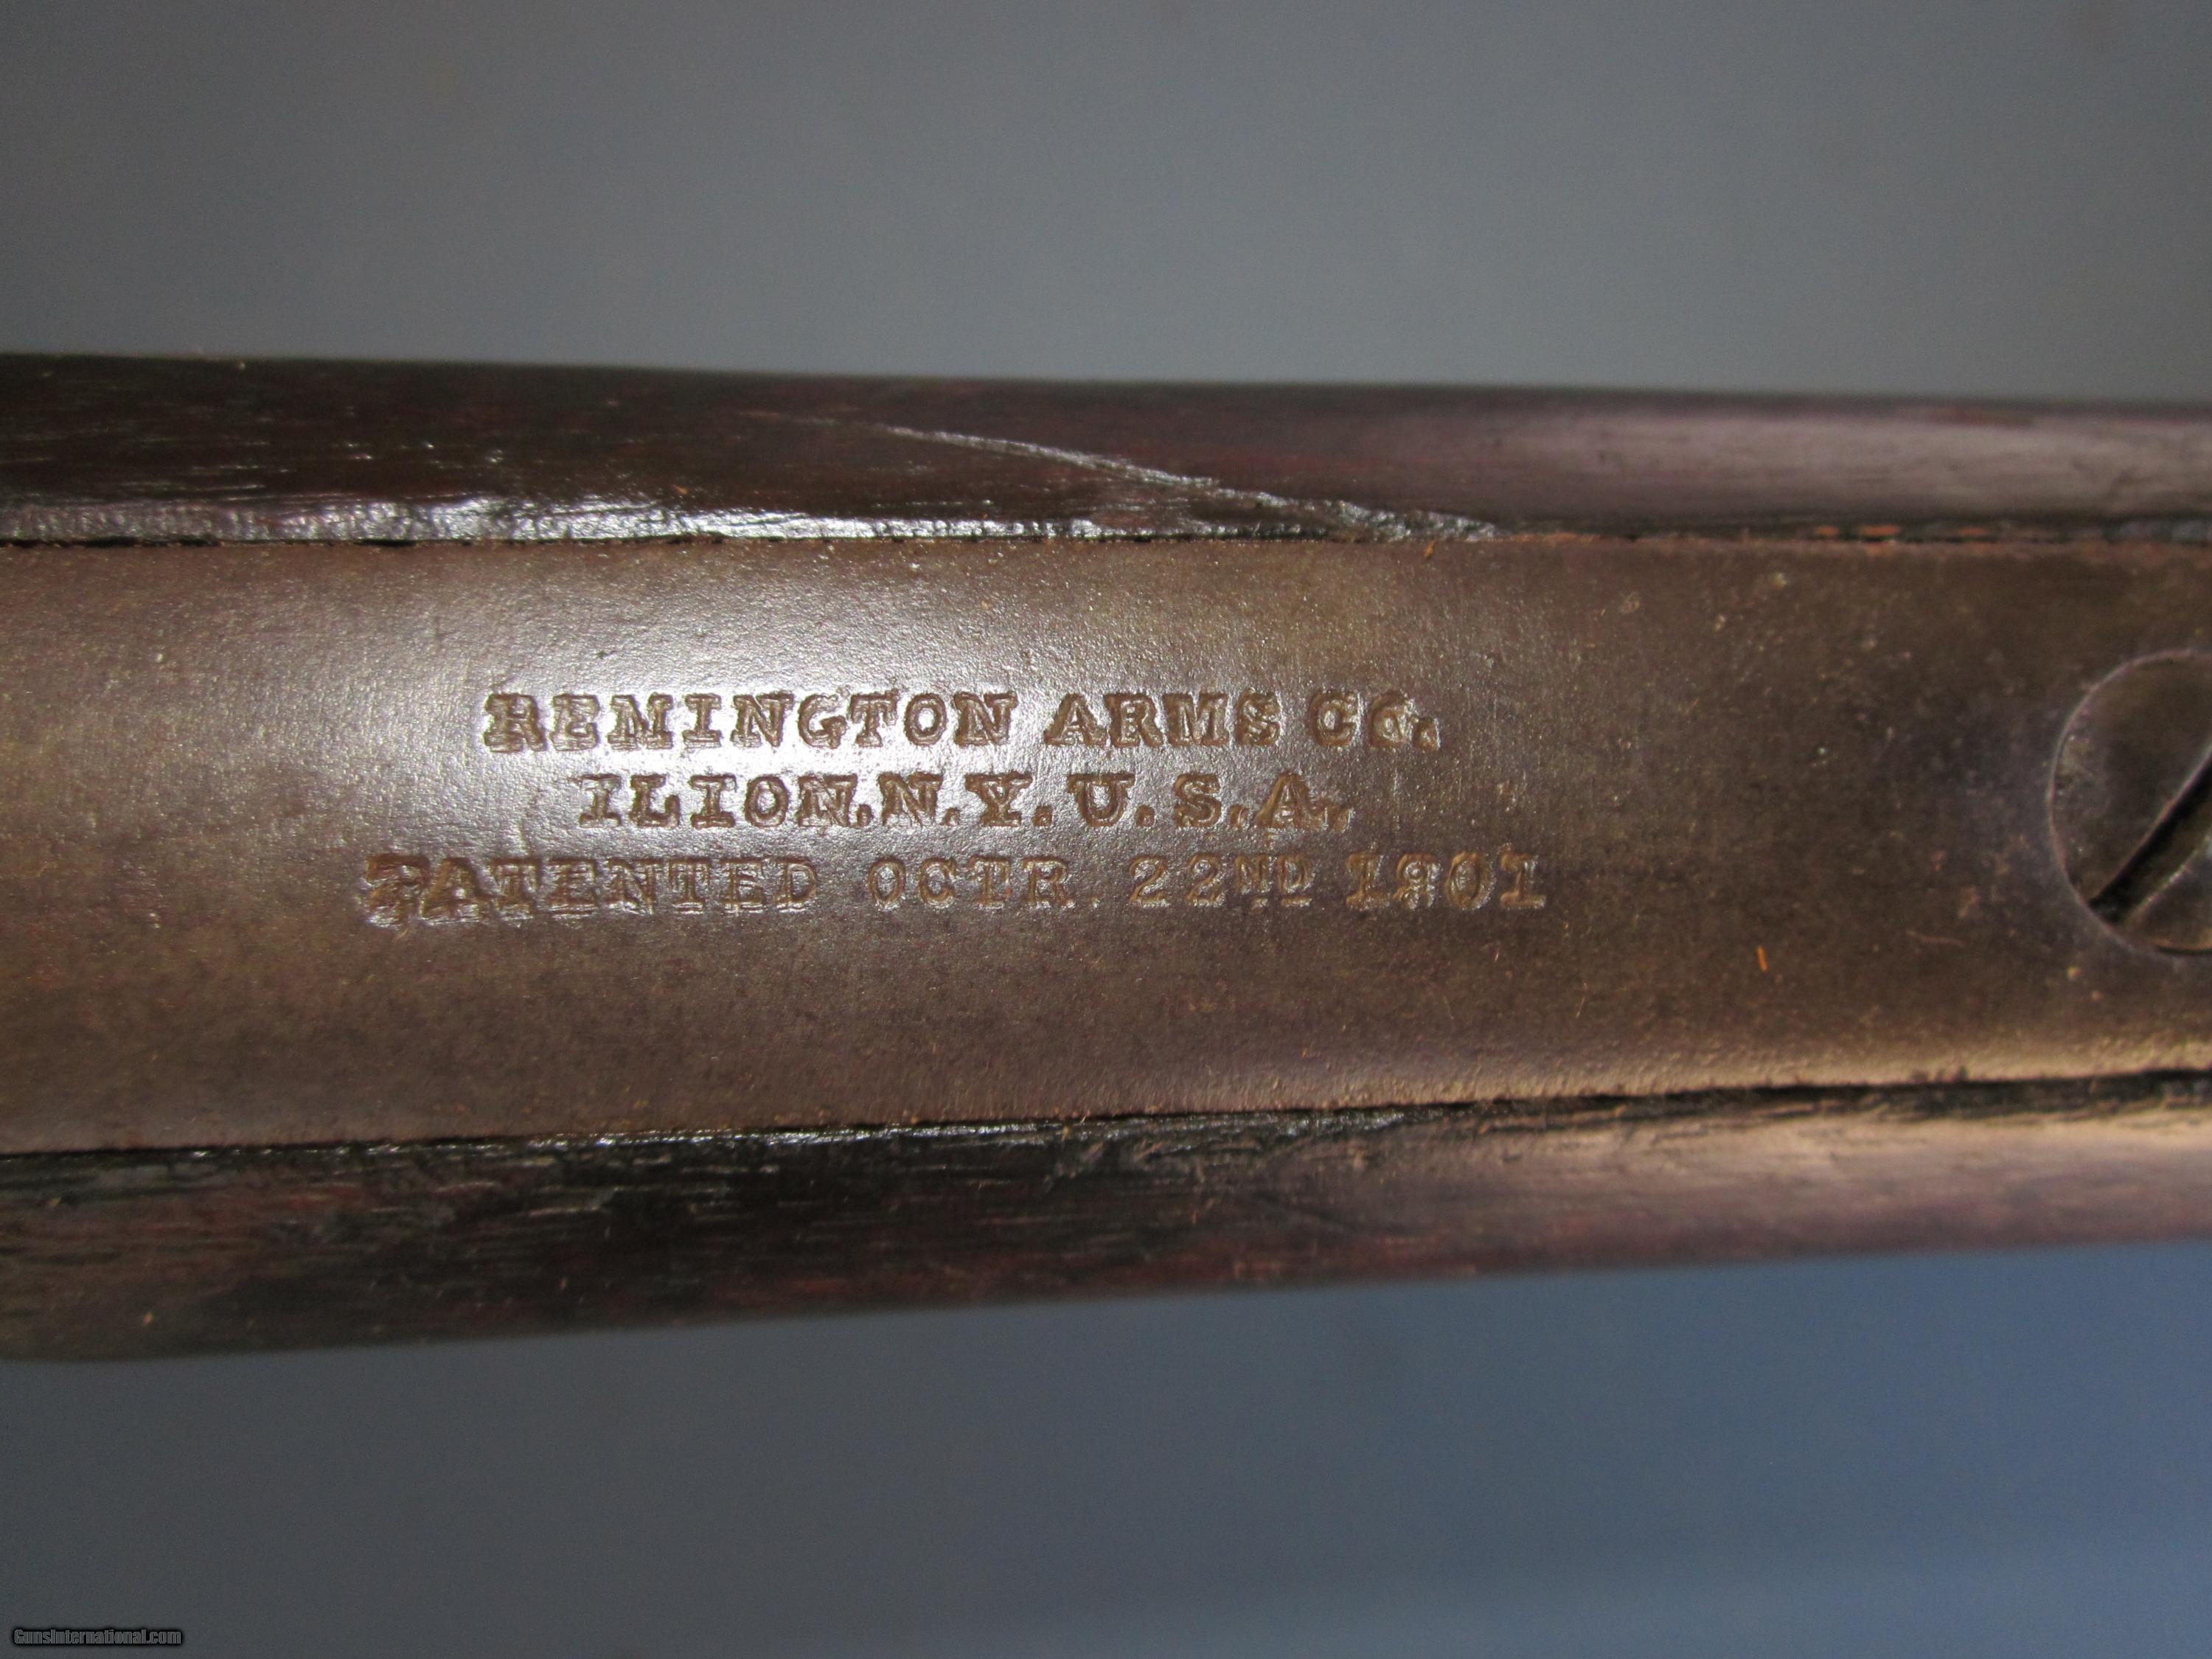 REMINGTON ARMS CO.
ILION.N.Y.U.S.A.
PATENTED OCTR. 22ND 1901
GunsInternational.com